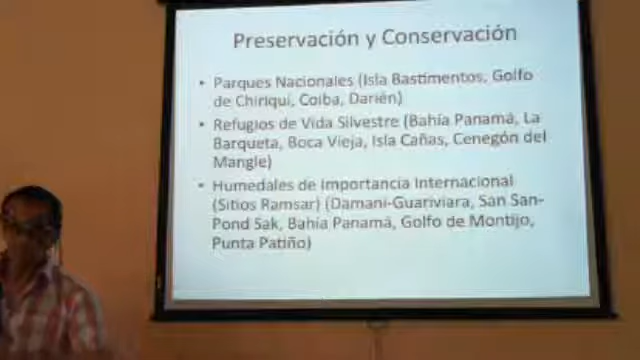 Preservación y Conservación
• Parques Nacionales (Isla Bastimentos, Golfo
de Chiriquí, Coiba, Darién)
• Refugios de Vida Silvestre (Bahía Panamá, La
Barqueta, Boca Vieja, Isla Cañas, Cenegón del
Mangle)
• Humedales de Importancia Internacional
(Sitios Ramsar) (Damani-Guariviara, San San-
Pond Sak, Bahía Panamá, Golfo de Montijo,
Punta Patiño)